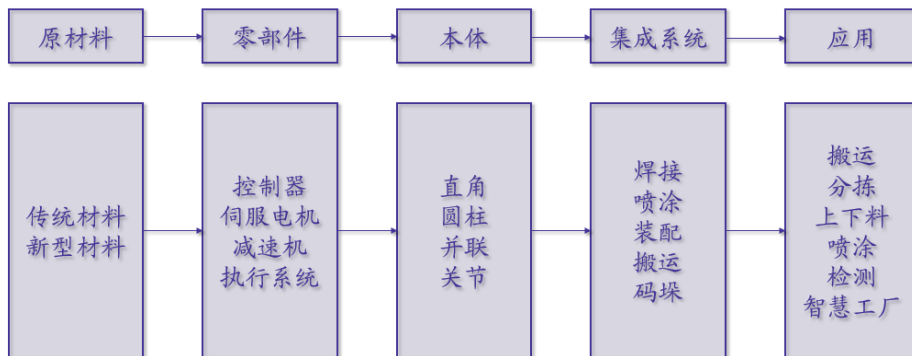 原材料
零部件
本体
集成系统
应用
传统材料
新型材料
控制器
伺服电机
减速机
执行系统
直角
圆柱
并联
关节
焊接
喷涂
装配
搬运
码垛
搬运
分拣
上下料
喷涂
检测
智慧工厂